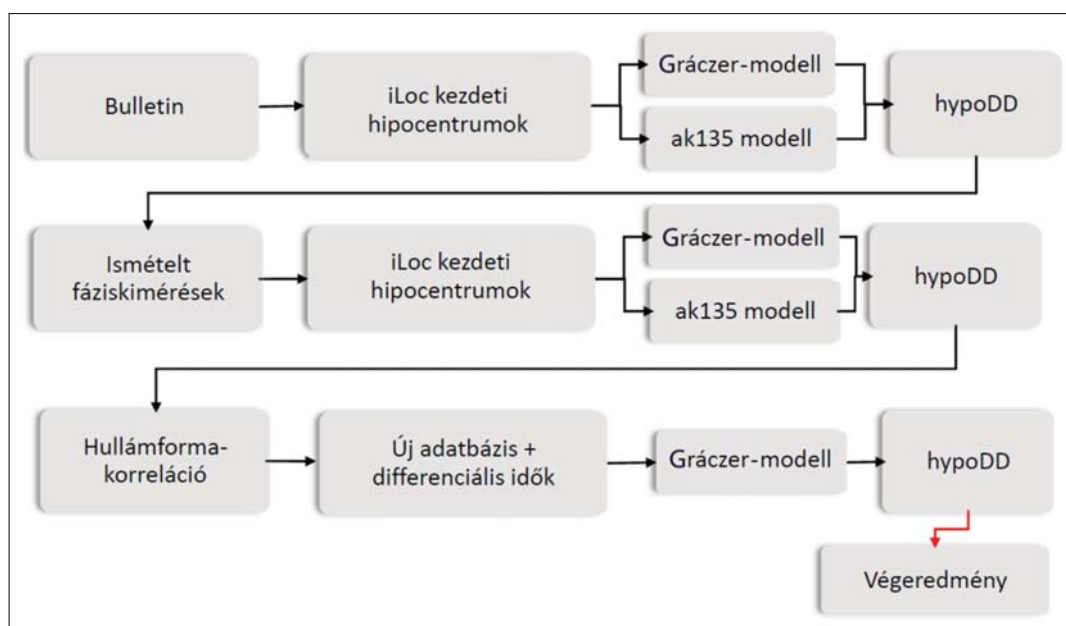 Bulletin
iLoc kezdeti
hipocentrumok
Gráczer-modell
ak135 modell
hypoDD
Ismételt
fáziskimérések
iLoc kezdeti
hipocentrumok
Gráczer-modell
ak135 modell
hypoDD
Hullámforma-
korreláció
Új adatbázis +
differenciális idők
Gráczer-modell
hypoDD
Végeredmény